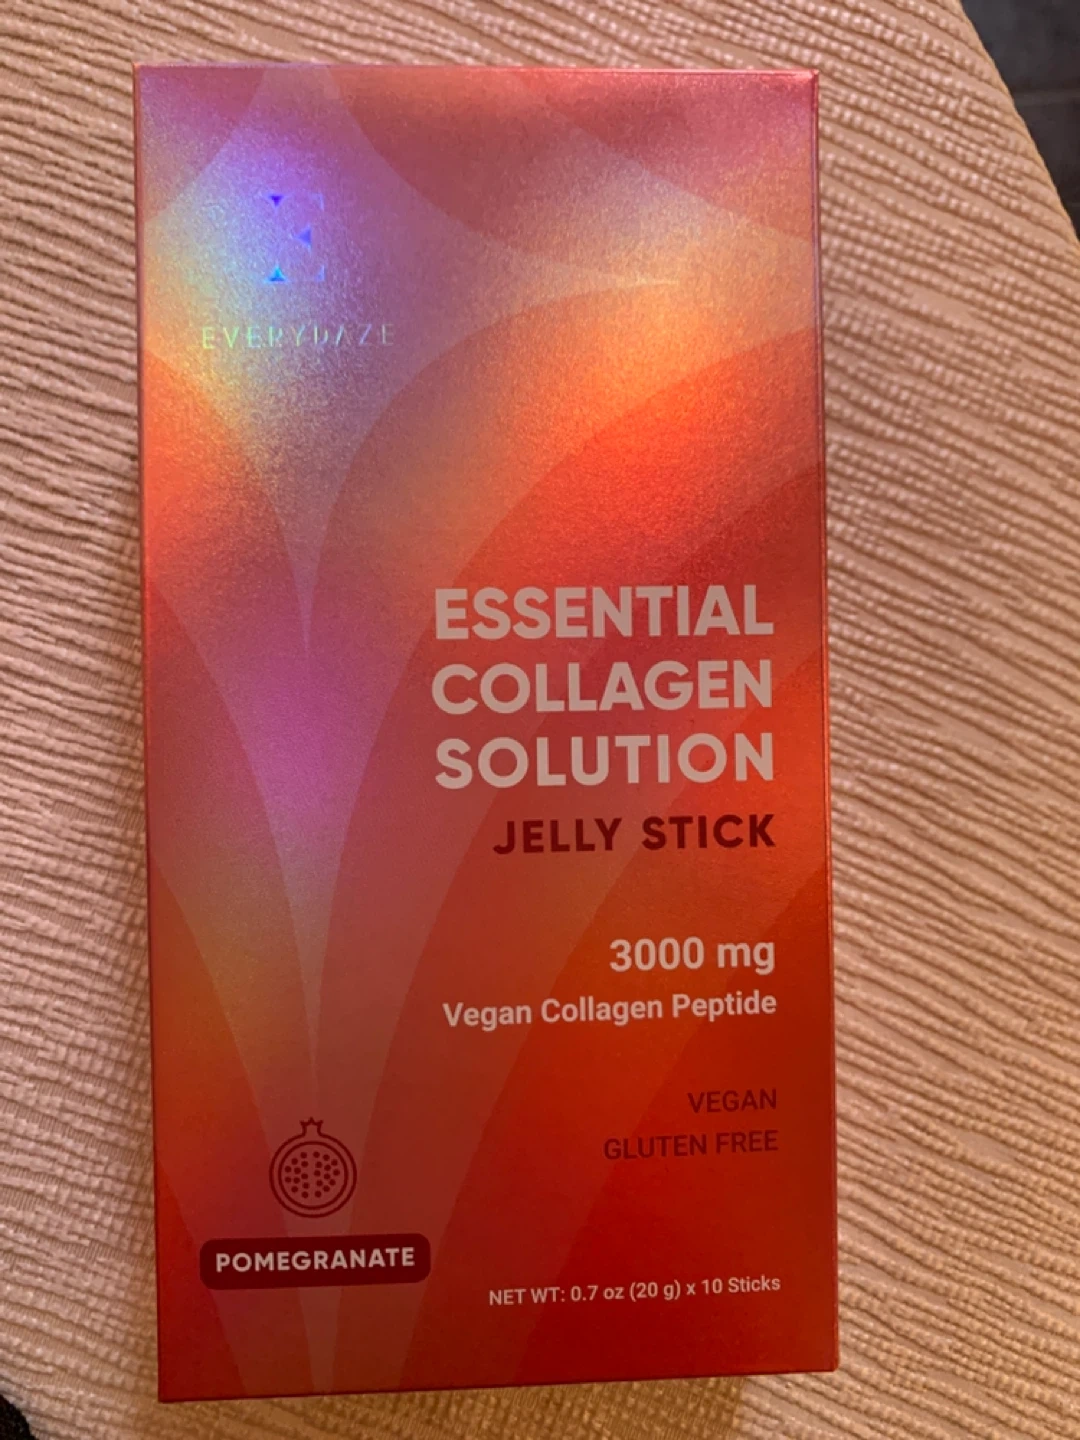 EVERYDAZE
ESSENTIAL
COLLAGEN
SOLUTION
JELLY STICK
3000 mg
Vegan Collagen Peptide
VEGAN
GLUTEN FREE
POMEGRANATE
NET WT: 0.7 oz (20 g) x 10 Sticks